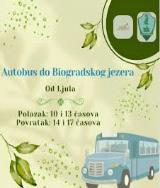 Autobus do Biogradskog jezera
Od 1.jula
Polazak: 10 i 13 časova
Povratak: 14 i 17 časova